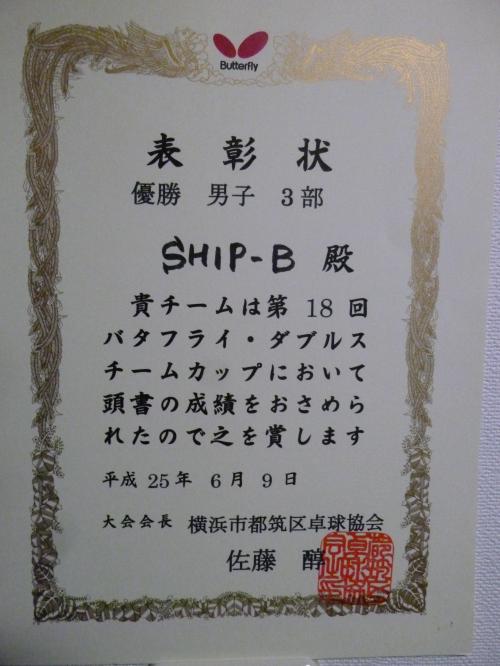 Butterfly
表彰状
優勝 男子 3部
SHIP-B 殿
貴チームは第 18 回
バタフライ・ダブルス
チームカップにおいて
頭書の成績をおさめら
れたので之を賞します
平成 25 年 6 月 9 日
大会会長 横浜市都筑区卓球協会
佐藤 醇